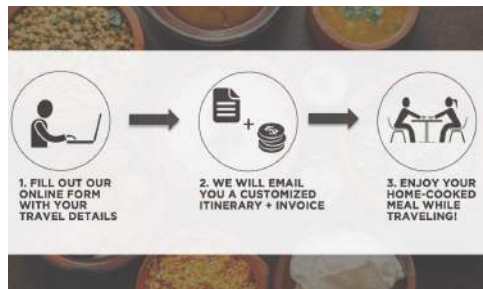 1. FILL OUT OUR
ONLINE FORM
WITH YOUR
TRAVEL DETAILS
2. WE WILL EMAIL
YOU A CUSTOMIZED
ITINERARY + INVOICE
3. ENJOY YOUR
HOME-COOKED
MEAL WHILE
TRAVELING!